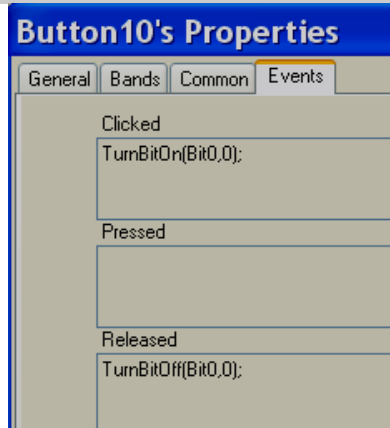 Button10's Properties
General Bands Common Events
Clicked
TurnBitOn(Bit0,0);
Pressed
Released
TurnBitOff(Bit0,0);